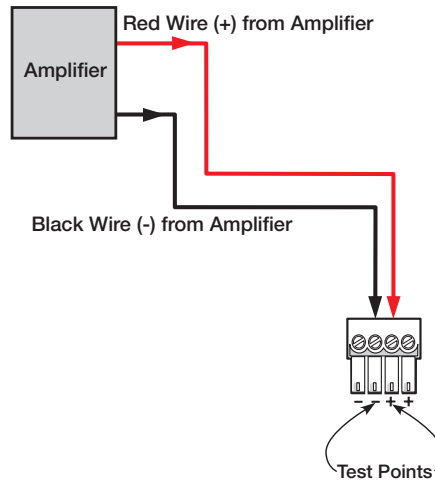 Red Wire (+) from Amplifier
Amplifier
Black Wire (-) from Amplifier
− − + +
Test Points